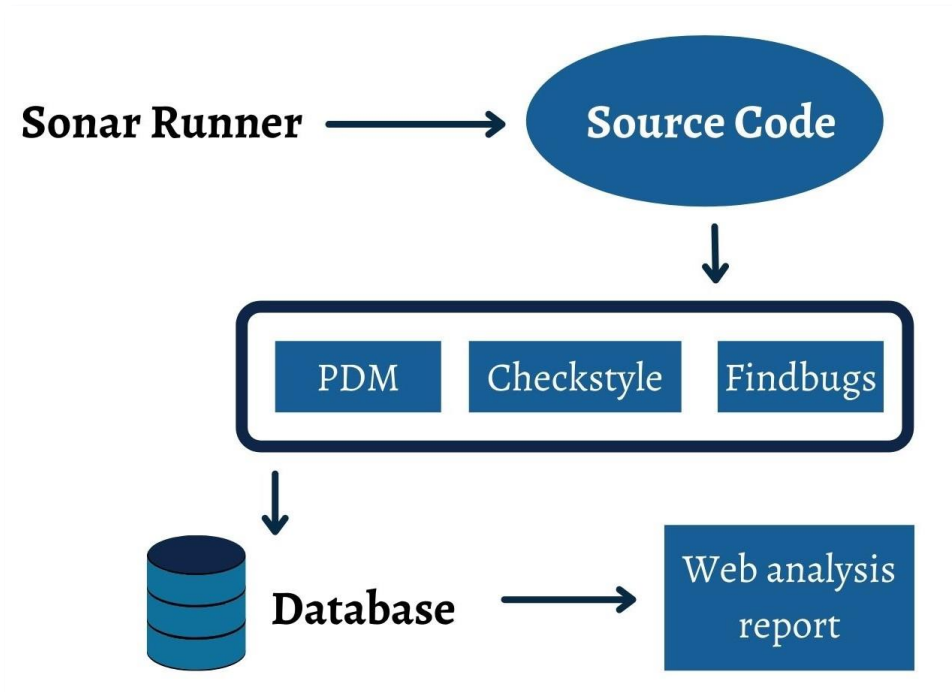 Sonar Runner
Source Code
PDM
Checkstyle
Findbugs
Database
Web analysis
report